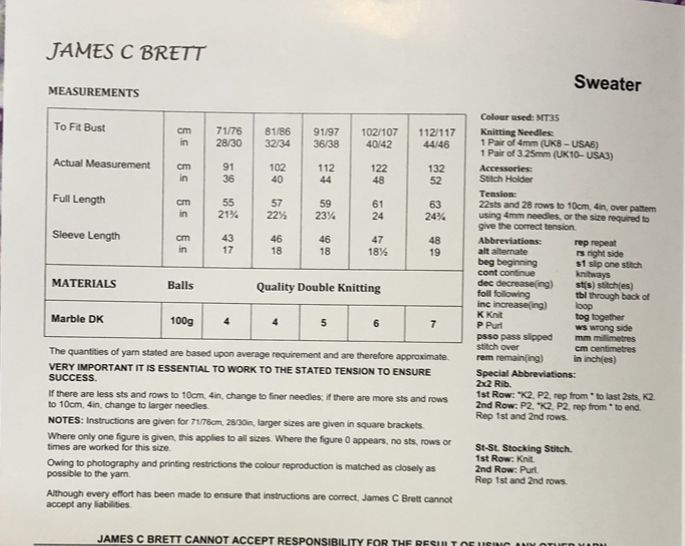 JAMES C BRETT
Sweater
MEASUREMENTS
To Fit Bust cm 71/76 81/86 91/97 102/107 112/117
in 28/30 32/34 36/38 40/42 44/46
Actual Measurement cm 91 102 112 122 132
in 36 40 44 48 52
Full Length cm 55 57 59 61 63
in 21¾ 22½ 23¼ 24 24¾
Sleeve Length cm 43 46 46 47 48
in 17 18 18 18½ 19
MATERIALS Balls Quality Double Knitting
Marble DK 100g 4 4 5 6 7
The quantities of yarn stated are based upon average requirement and are therefore approximate.
VERY IMPORTANT IT IS ESSENTIAL TO WORK TO THE STATED TENSION TO ENSURE
SUCCESS.
If there are less sts and rows to 10cm, 4in, change to finer needles; if there are more sts and rows
to 10cm, 4in, change to larger needles.
NOTES: Instructions are given for 71/76cm, 28/30in, larger sizes are given in square brackets.
Where only one figure is given, this applies to all sizes. Where the figure 0 appears, no sts, rows or
times are worked for this size.
Owing to photography and printing restrictions the colour reproduction is matched as closely as
possible to the yarn.
Although every effort has been made to ensure that instructions are correct, James C Brett cannot
accept any liabilities.
Colour used: MT35
Knitting Needles:
1 Pair of 4mm (UK8 – USA6)
1 Pair of 3.25mm (UK10– USA3)
Accessories:
Stitch Holder
Tension:
22sts and 28 rows to 10cm, 4in, over pattern
using 4mm needles, or the size required to
give the correct tension.
Abbreviations:
alt alternate
beg beginning
cont continue
dec decrease(ing)
foll following
inc increase(ing)
K Knit
P Purl
psso pass slipped
stitch over
rem remain(ing)
rep repeat
rs right side
s1 slip one stitch
knitways
st(s) stitch(es)
tbl through back of
loop
tog together
ws wrong side
mm millimetres
cm centimetres
in inch(es)
Special Abbreviations:
2x2 Rib.
1st Row: *K2, P2, rep from * to last 2sts, K2.
2nd Row: P2, *K2, P2, rep from * to end.
Rep 1st and 2nd rows.
St-St. Stocking Stitch.
1st Row: Knit.
2nd Row: Purl.
Rep 1st and 2nd rows.
JAMES C BRETT CANNOT ACCEPT RESPONSIBILITY FOR THE RESULT OF USING ANY OTHER YARN